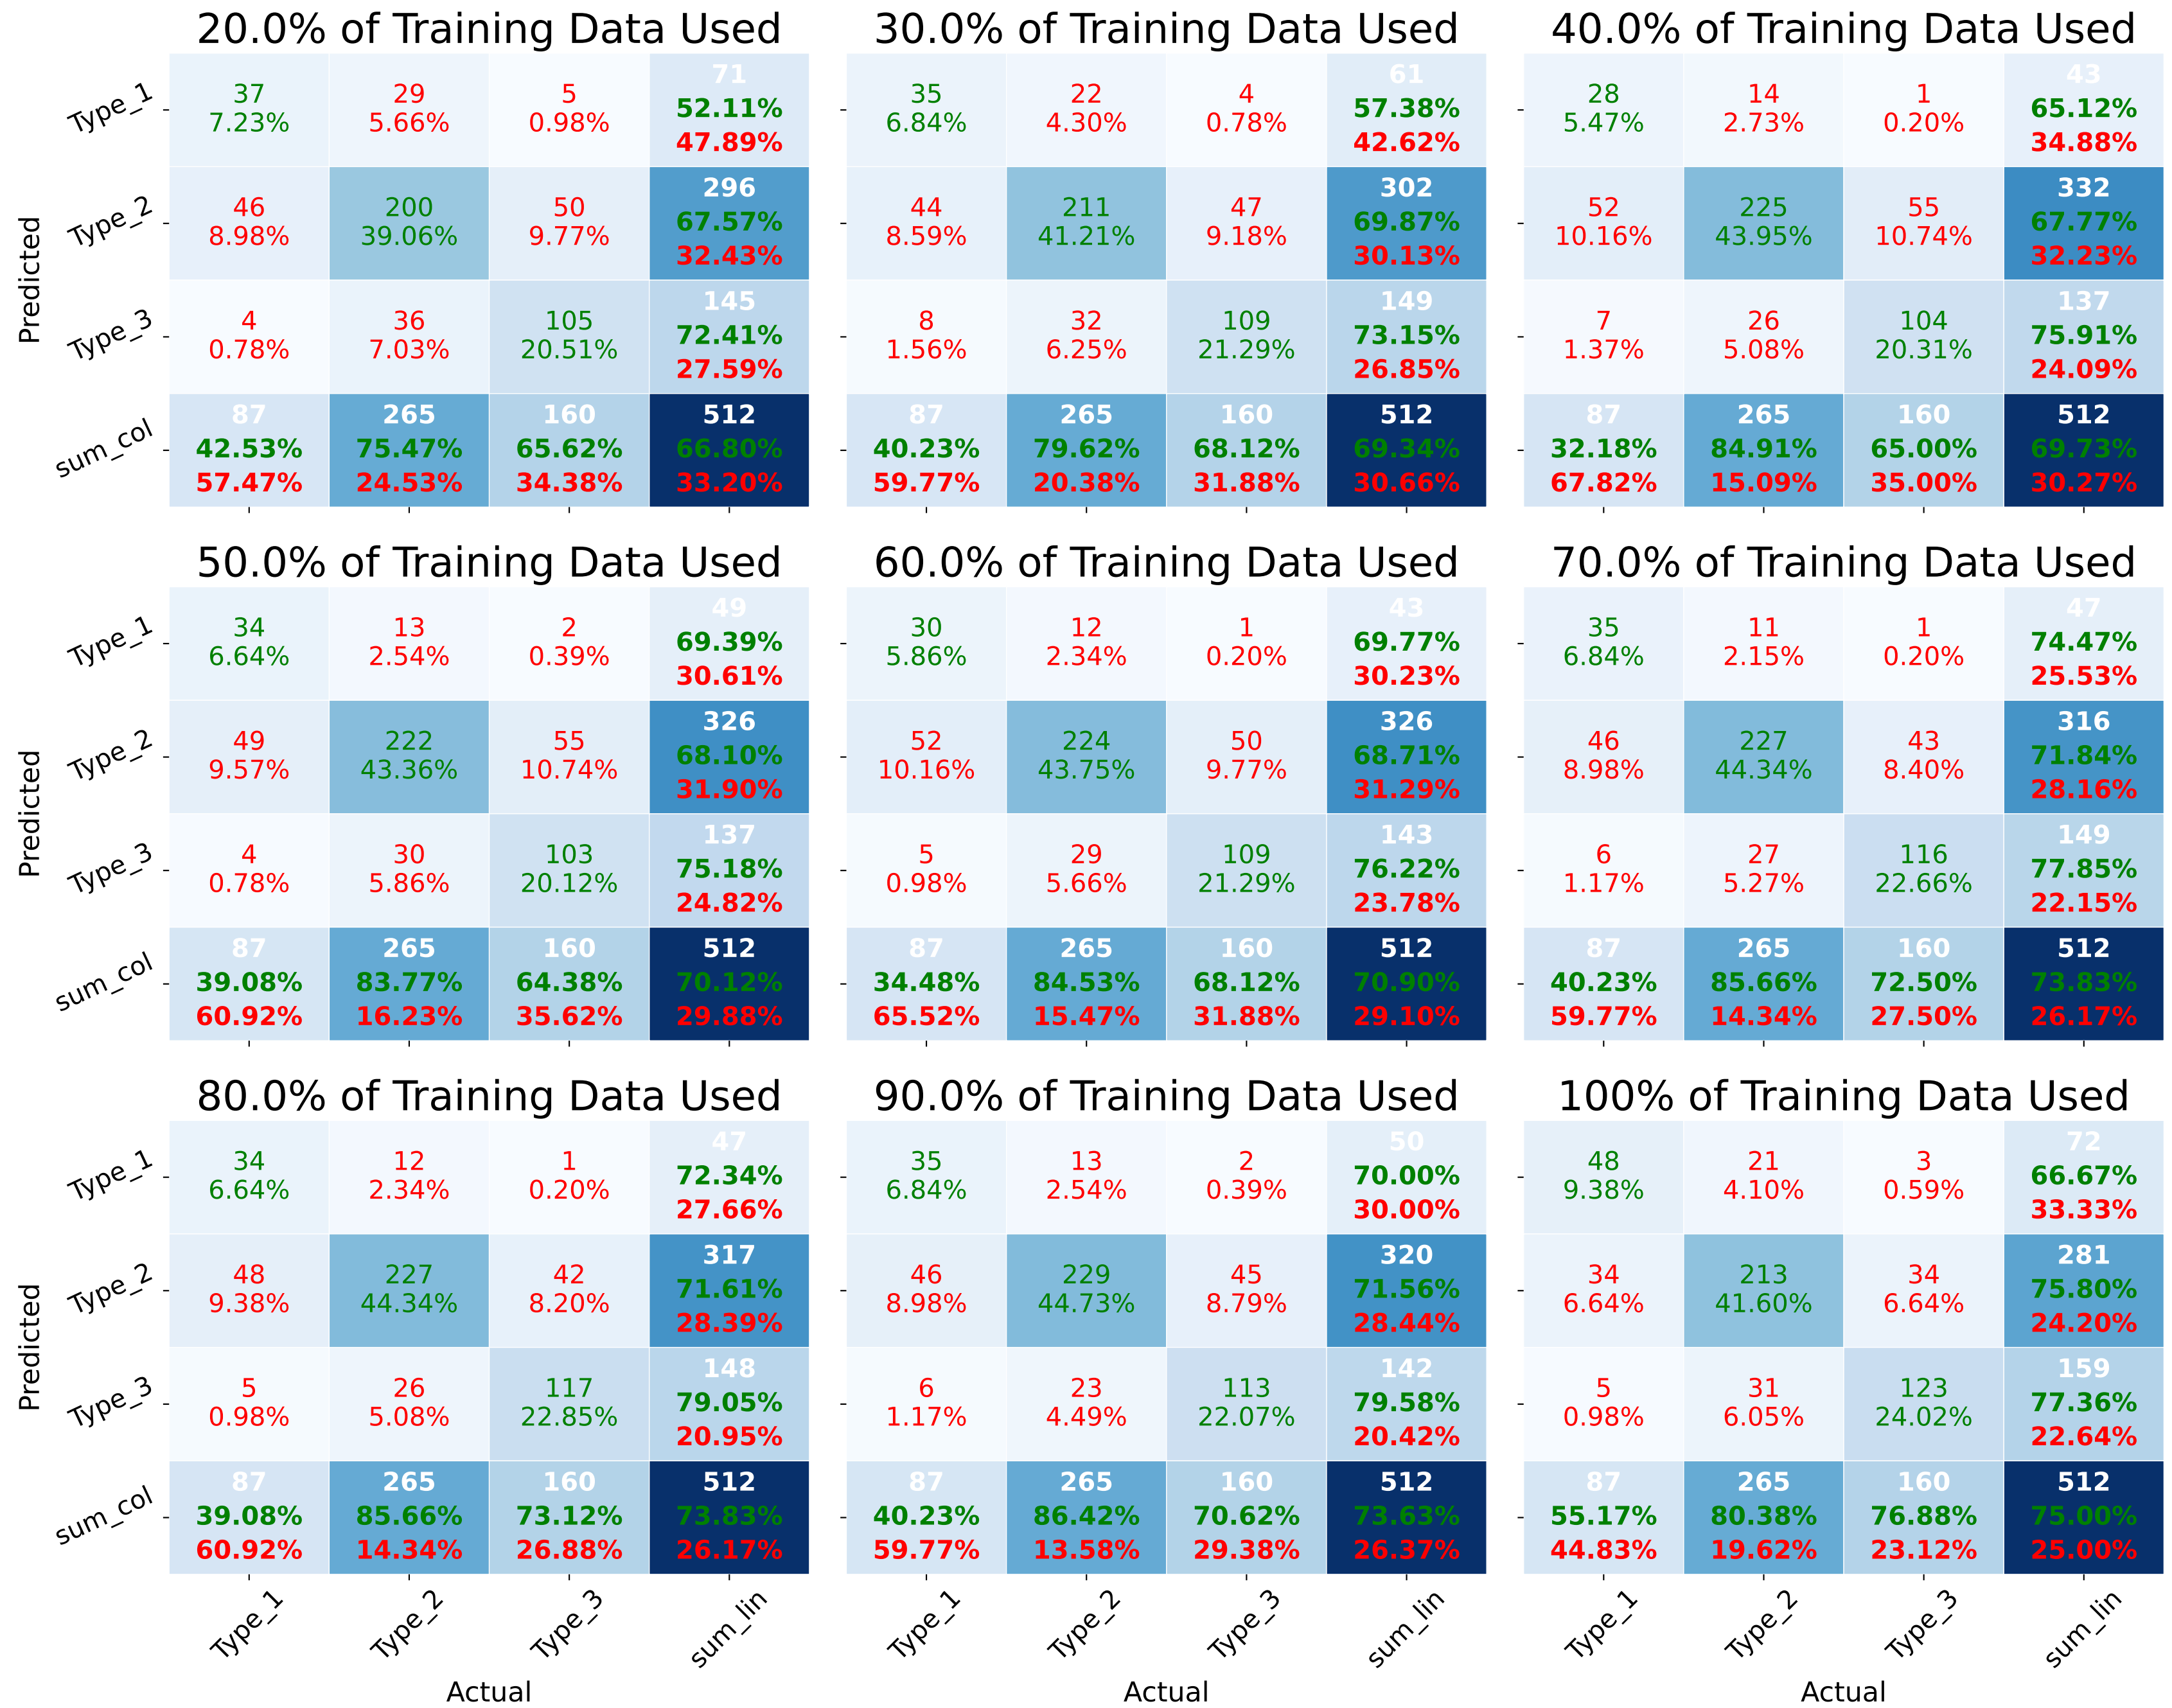 20.0% of Training Data Used
30.0% of Training Data Used
40.0% of Training Data Used
Predicted
Type_1
37 29 5 71
7.23% 5.66% 0.98% 52.11%
47.89%
35 22 4 61
6.84% 4.30% 0.78% 57.38%
42.62%
28 14 1 43
5.47% 2.73% 0.20% 65.12%
34.88%
Type_2
46 200 50 296
8.98% 39.06% 9.77% 67.57%
32.43%
44 211 47 302
8.59% 41.21% 9.18% 69.87%
30.13%
52 225 55 332
10.16% 43.95% 10.74% 67.77%
32.23%
Type_3
4 36 105 145
0.78% 7.03% 20.51% 72.41%
27.59%
8 32 109 149
1.56% 6.25% 21.29% 73.15%
26.85%
7 26 104 137
1.37% 5.08% 20.31% 75.91%
24.09%
sum_col
87 265 160 512
42.53% 75.47% 65.62% 66.80%
57.47% 24.53% 34.38% 33.20%
87 265 160 512
40.23% 79.62% 68.12% 69.34%
59.77% 20.38% 31.88% 30.66%
87 265 160 512
32.18% 84.91% 65.00% 69.73%
67.82% 15.09% 35.00% 30.27%
50.0% of Training Data Used
60.0% of Training Data Used
70.0% of Training Data Used
Predicted
Type_1
34 13 2 49
6.64% 2.54% 0.39% 69.39%
30.61%
30 12 1 43
5.86% 2.34% 0.20% 69.77%
30.23%
35 11 1 47
6.84% 2.15% 0.20% 74.47%
25.53%
Type_2
49 222 55 326
9.57% 43.36% 10.74% 68.10%
31.90%
52 224 50 326
10.16% 43.75% 9.77% 68.71%
31.29%
46 227 43 316
8.98% 44.34% 8.40% 71.84%
28.16%
Type_3
4 30 103 137
0.78% 5.86% 20.12% 75.18%
24.82%
5 29 109 143
0.98% 5.66% 21.29% 76.22%
23.78%
6 27 116 149
1.17% 5.27% 22.66% 77.85%
22.15%
sum_col
87 265 160 512
39.08% 83.77% 64.38% 70.12%
60.92% 16.23% 35.62% 29.88%
87 265 160 512
34.48% 84.53% 68.12% 70.90%
65.52% 15.47% 31.88% 29.10%
87 265 160 512
40.23% 85.66% 72.50% 73.83%
59.77% 14.34% 27.50% 26.17%
80.0% of Training Data Used
90.0% of Training Data Used
100% of Training Data Used
Predicted
Type_1
34 12 1 47
6.64% 2.34% 0.20% 72.34%
27.66%
35 13 2 50
6.84% 2.54% 0.39% 70.00%
30.00%
48 21 3 72
9.38% 4.10% 0.59% 66.67%
33.33%
Type_2
48 227 42 317
9.38% 44.34% 8.20% 71.61%
28.39%
46 229 45 320
8.98% 44.73% 8.79% 71.56%
28.44%
34 213 34 281
6.64% 41.60% 6.64% 75.80%
24.20%
Type_3
5 26 117 148
0.98% 5.08% 22.85% 79.05%
20.95%
6 23 113 142
1.17% 4.49% 22.07% 79.58%
20.42%
5 31 123 159
0.98% 6.05% 24.02% 77.36%
22.64%
sum_col
87 265 160 512
39.08% 85.66% 73.12% 73.83%
60.92% 14.34% 26.88% 26.17%
87 265 160 512
40.23% 86.42% 70.62% 73.63%
59.77% 13.58% 29.38% 26.37%
87 265 160 512
55.17% 80.38% 76.88% 75.00%
44.83% 19.62% 23.12% 25.00%
Type_1 Type_2 Type_3 sum_lin
Type_1 Type_2 Type_3 sum_lin
Type_1 Type_2 Type_3 sum_lin
Actual
Actual
Actual